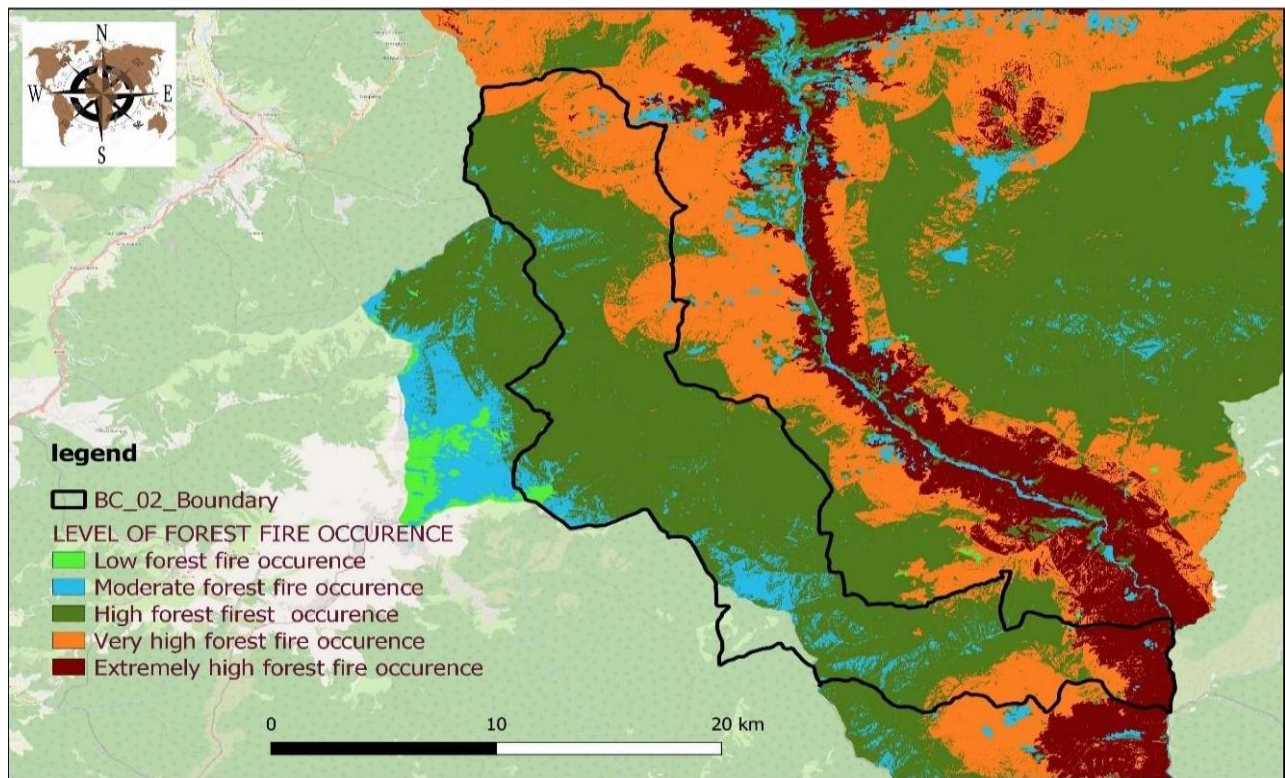 N
W E
S
legend
BC_02_Boundary
LEVEL OF FOREST FIRE OCCURENCE
Low forest fire occurence
Moderate forest fire occurence
High forest firest occurence
Very high forest fire occurence
Extremely high forest fire occurence
0 10 20 km